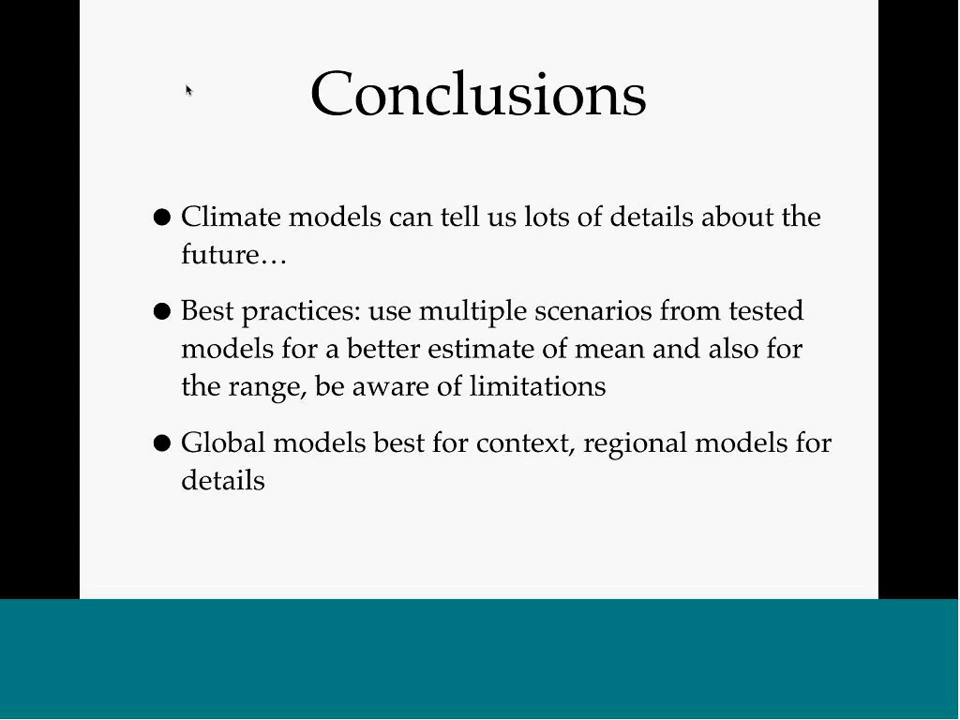 Conclusions
● Climate models can tell us lots of details about the
future…
● Best practices: use multiple scenarios from tested
models for a better estimate of mean and also for
the range, be aware of limitations
● Global models best for context, regional models for
details